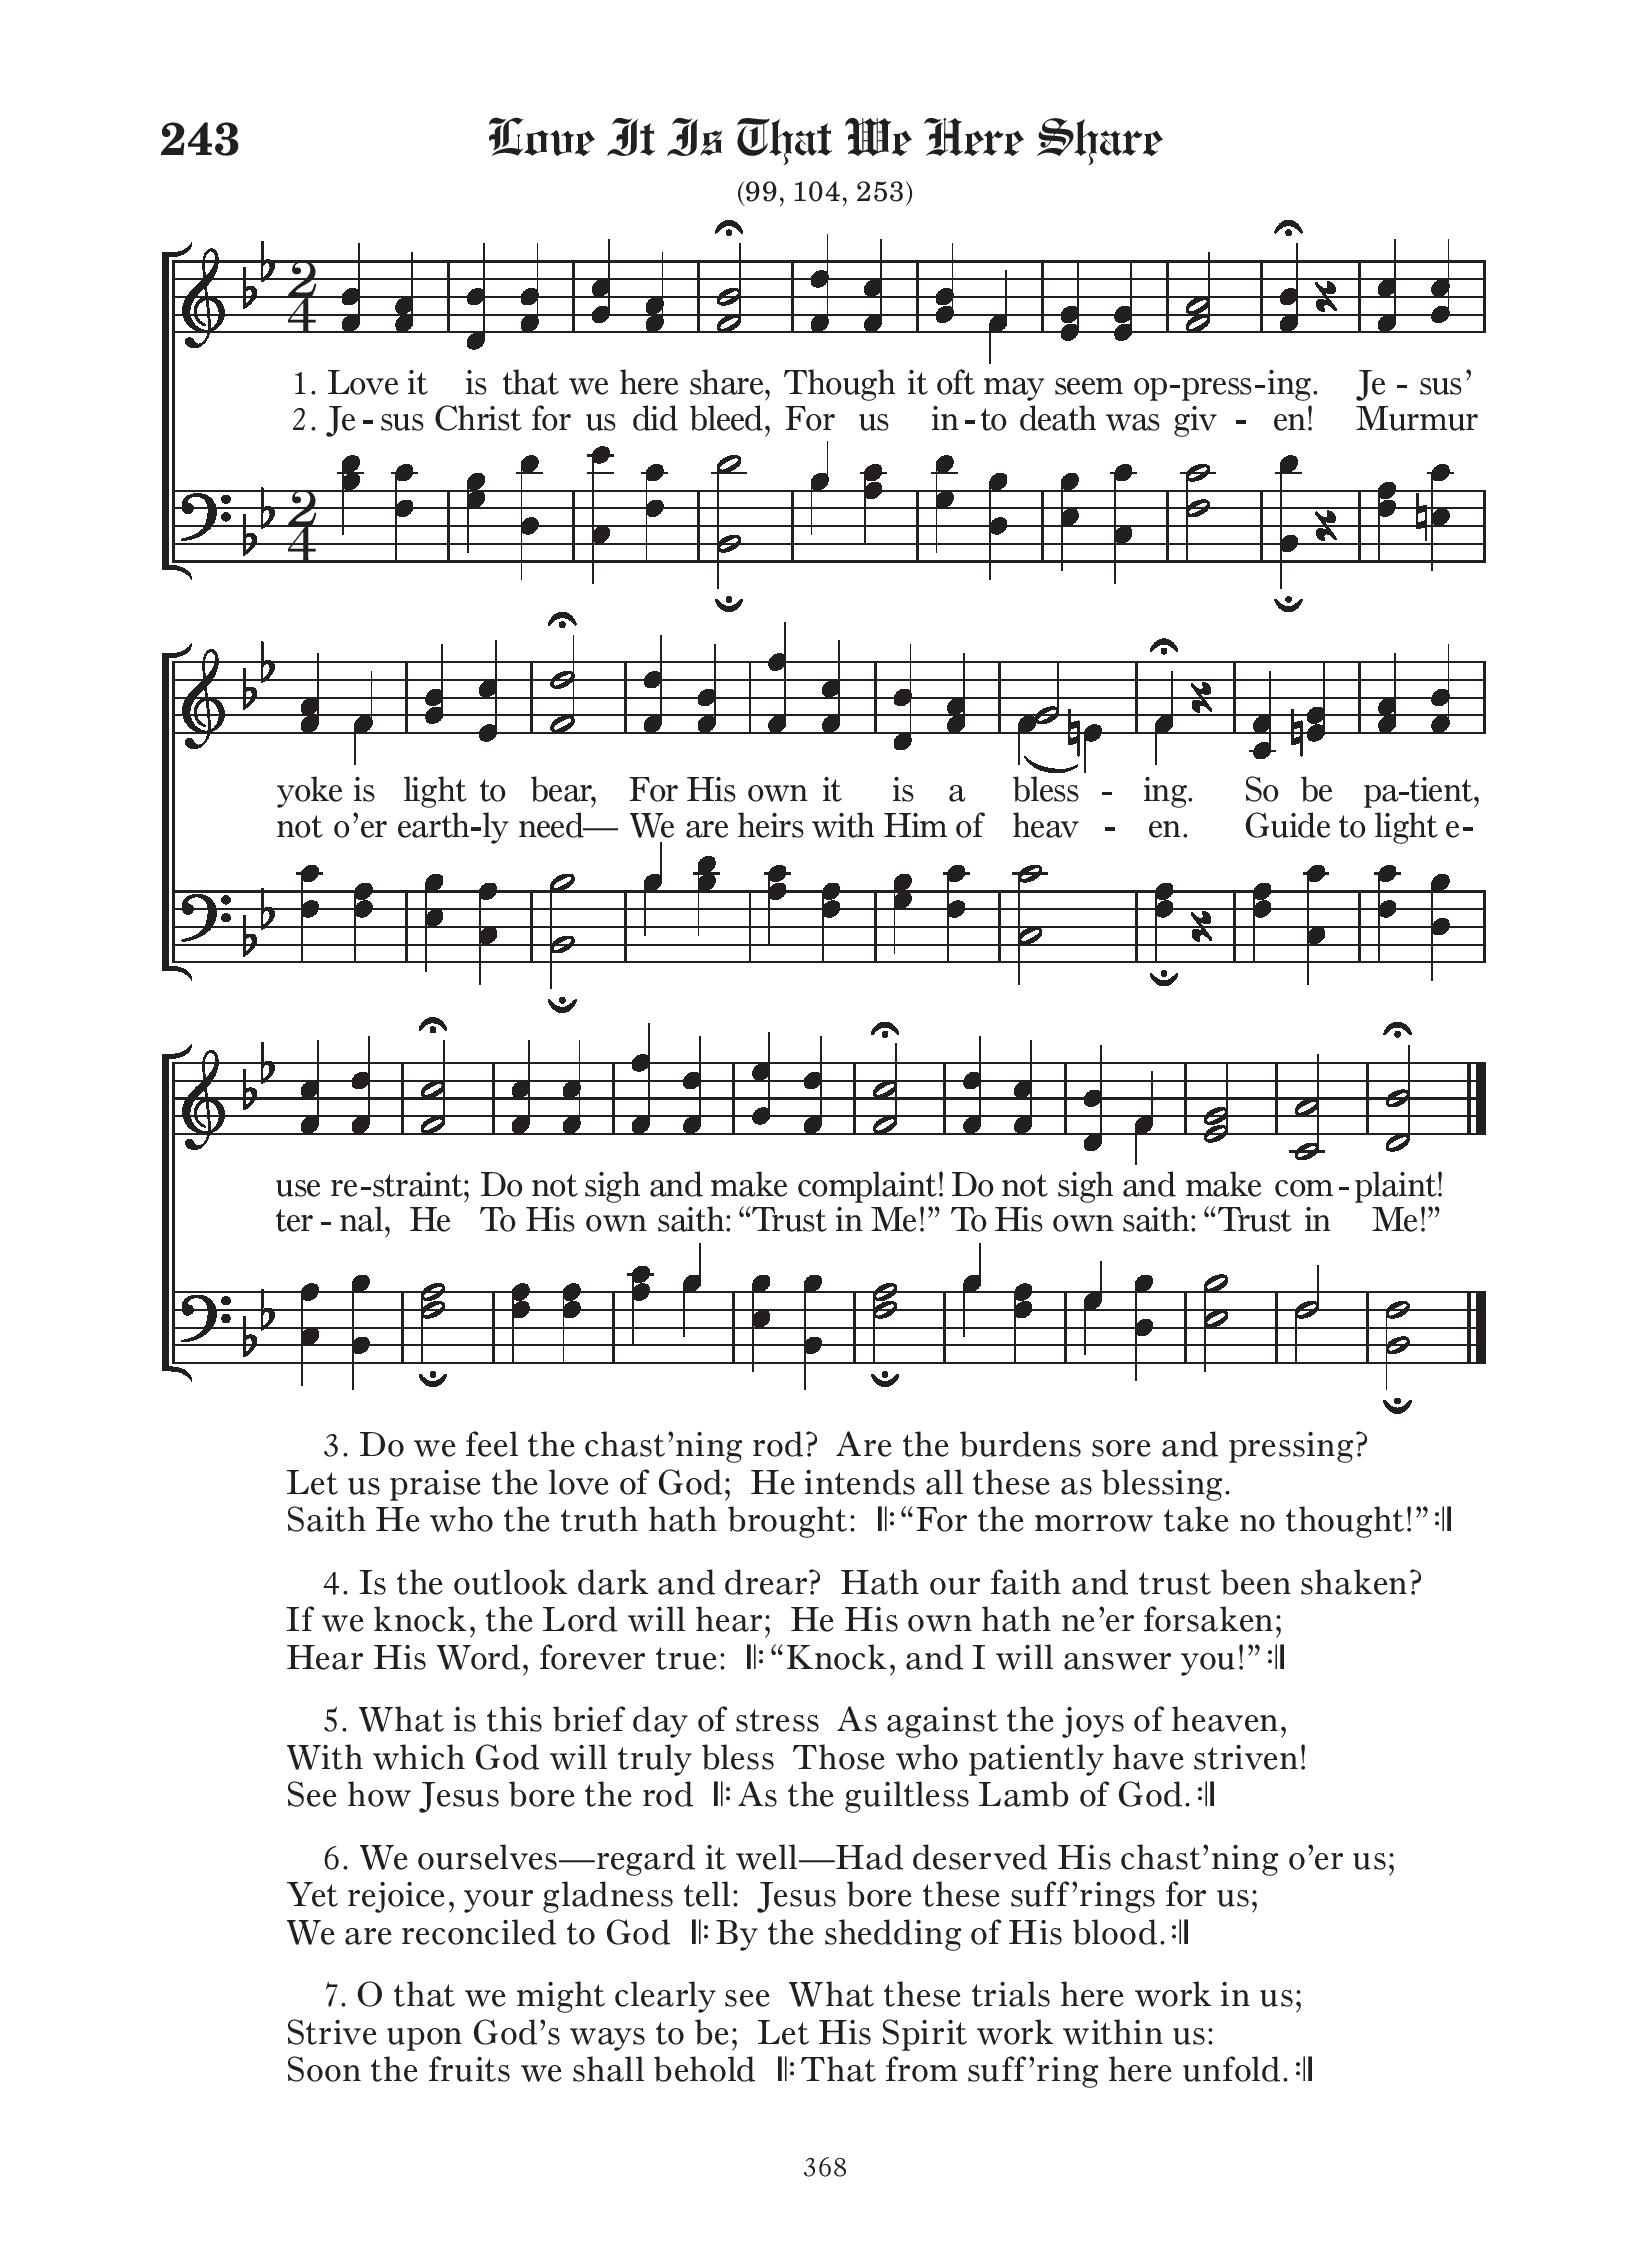 243
Love It Is That We Here Share
(99, 104, 253)
1. Love it is that we here share, Though it oft may seem op-press-ing. Je - sus’
2. Je - sus Christ for us did bleed, For us in - to death was giv - en! Murmur
yoke is light to bear, For His own it is a bless - ing. So be pa-tient,
not o’er earth-ly need— We are heirs with Him of heav - en. Guide to light e-
use re-straint; Do not sigh and make complaint! Do not sigh and make com - plaint!
ter - nal, He To His own saith: “Trust in Me!” To His own saith: “Trust in Me!”
3. Do we feel the chast’ning rod? Are the burdens sore and pressing?
Let us praise the love of God; He intends all these as blessing.
Saith He who the truth hath brought: 𝄆 “For the morrow take no thought!” 𝄇
4. Is the outlook dark and drear? Hath our faith and trust been shaken?
If we knock, the Lord will hear; He His own hath ne’er forsaken;
Hear His Word, forever true: 𝄆 “Knock, and I will answer you!” 𝄇
5. What is this brief day of stress As against the joys of heaven,
With which God will truly bless Those who patiently have striven!
See how Jesus bore the rod 𝄆 As the guiltless Lamb of God. 𝄇
6. We ourselves—regard it well—Had deserved His chast’ning o’er us;
Yet rejoice, your gladness tell: Jesus bore these suff’rings for us;
We are reconciled to God 𝄆 By the shedding of His blood. 𝄇
7. O that we might clearly see What these trials here work in us;
Strive upon God’s ways to be; Let His Spirit work within us:
Soon the fruits we shall behold 𝄆 That from suff’ring here unfold. 𝄇
368